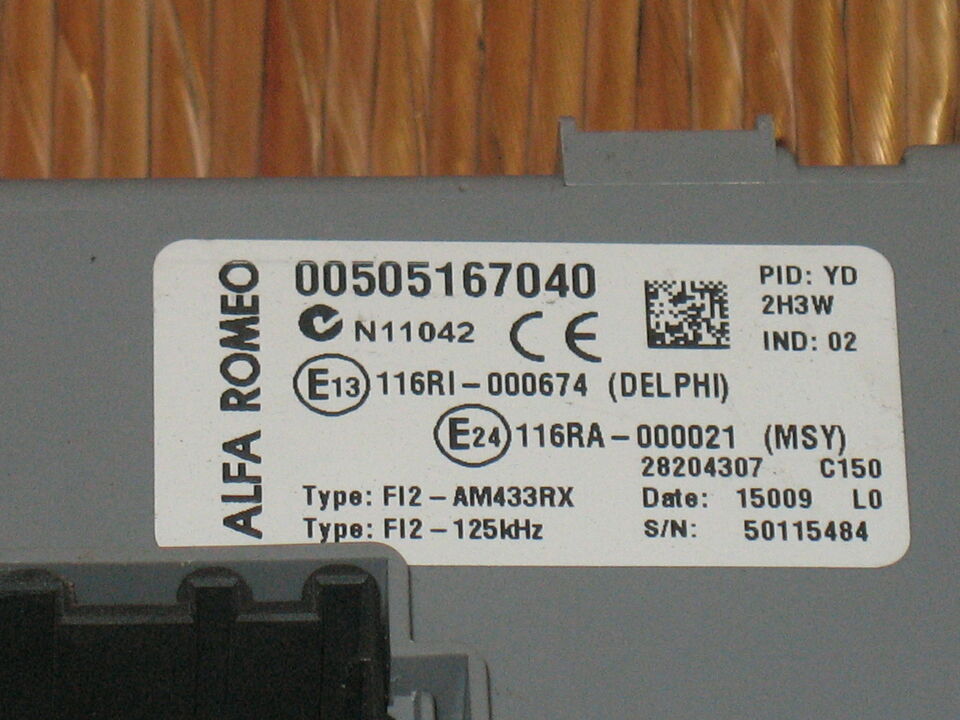 ALFA ROMEO
00505167040
N11042 CE
PID: YD
2H3W
IND: 02
E13 116RI-000674 (DELPHI)
E24 116RA-000021 (MSY)
28204307 C150
Type: FI2-AM433RX Date: 15009 L0
Type: FI2-125kHz S/N: 50115484